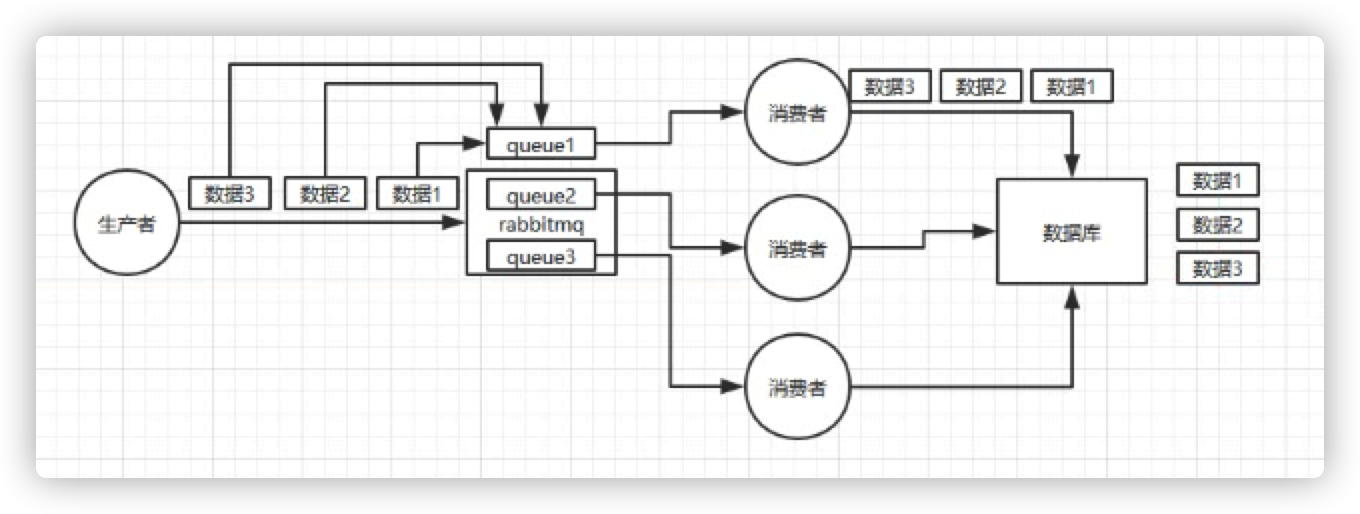 生产者
数据3
数据2
数据1
queue1
queue2
rabbitmq
queue3
消费者
数据3
数据2
数据1
消费者
消费者
数据库
数据1
数据2
数据3